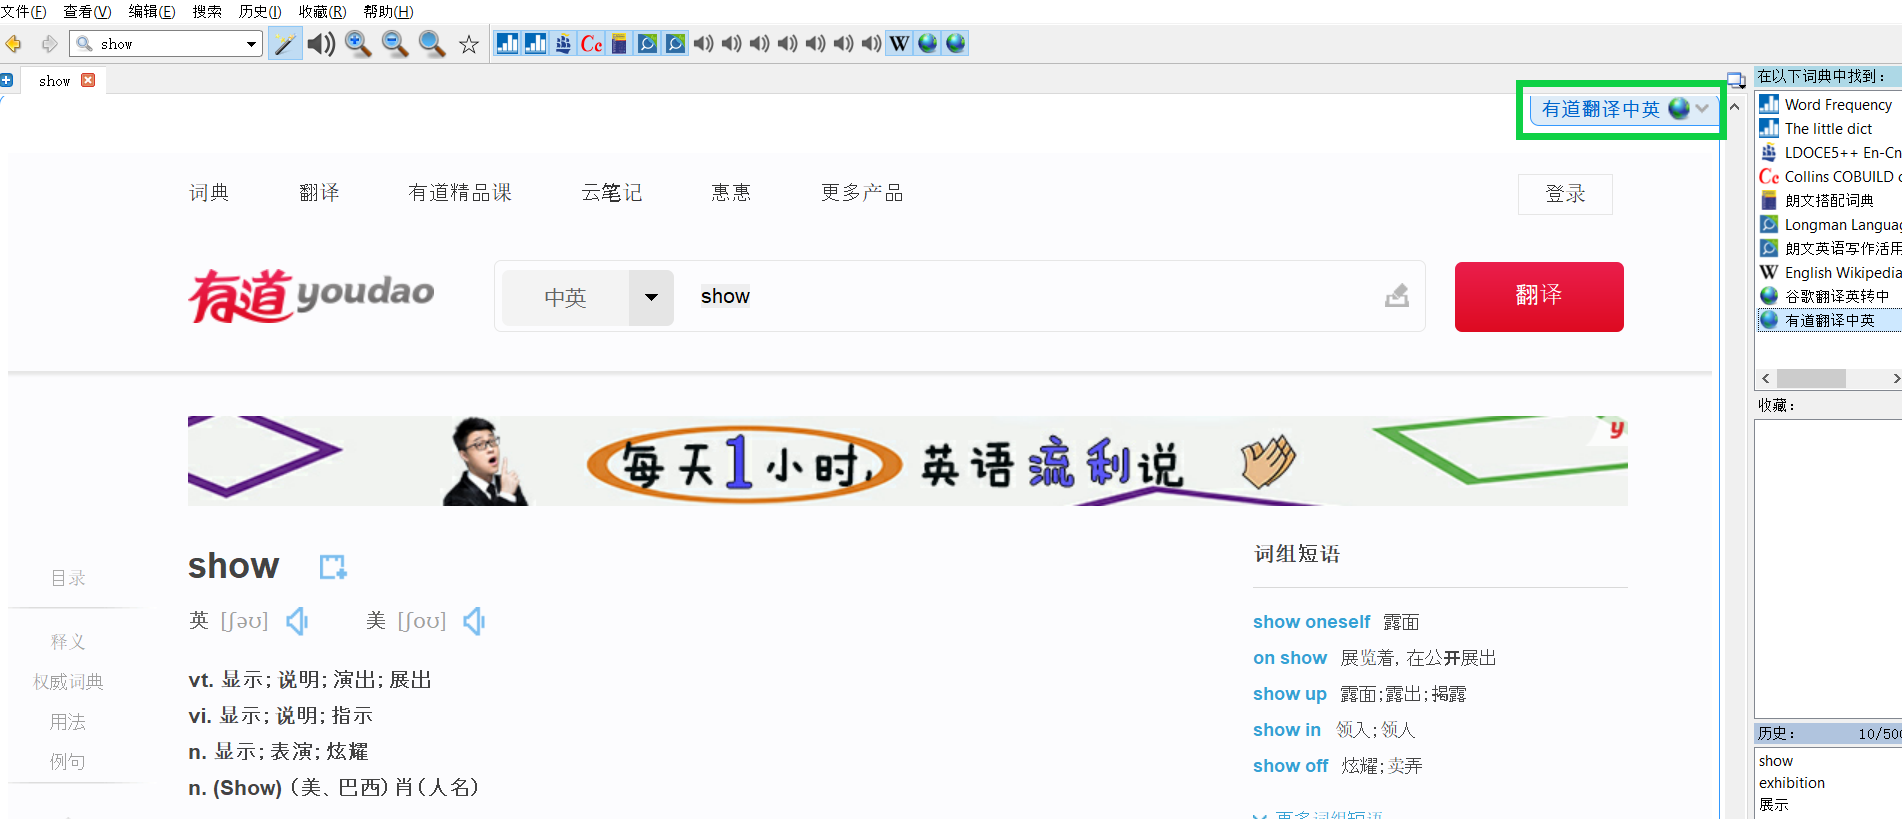 文件(F) 查看(V) 编辑(E) 搜索 历史(I) 收藏(R) 帮助(H)
show
Cc
W
show
在以下词典中找到：
有道翻译中英
Word Frequency
The little dict
LDOCE5++ En-Cn
Collins COBUILD
朗文搭配词典
Longman Languag
朗文英语写作活用
English Wikipedia
谷歌翻译英转中
有道翻译中英
词典 翻译 有道精品课 云笔记 惠惠 更多产品 登录
有道 youdao 中英 show 翻译
收藏：
每天1小时, 英语流利说
y
show
英 [ʃəʊ] 美 [ʃoʊ]
vt. 显示；说明；演出；展出
vi. 显示；说明；指示
n. 显示；表演；炫耀
n. (Show)（美、巴西）肖（人名）
目录
释义
权威词典
用法
例句
词组短语
show oneself 露面
on show 展览着，在公开展出
show up 露面；露出；揭露
show in 领入；领人
show off 炫耀；卖弄
更多词组短语
历史： 10/500
show
exhibition
展示